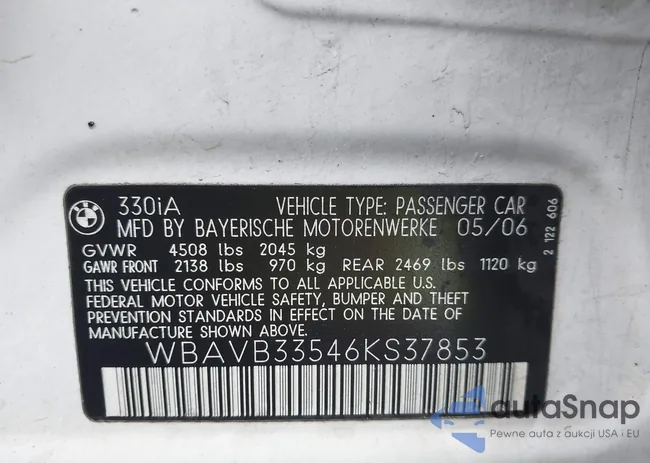 BMW
330iA VEHICLE TYPE: PASSENGER CAR
MFD BY BAYERISCHE MOTORENWERKE 05/06
GVWR 4508 lbs 2045 kg
GAWR FRONT 2138 lbs 970 kg REAR 2469 lbs 1120 kg
THIS VEHICLE CONFORMS TO ALL APPLICABLE U.S.
FEDERAL MOTOR VEHICLE SAFETY, BUMPER AND THEFT
PREVENTION STANDARDS IN EFFECT ON THE DATE OF
MANUFACTURE SHOWN ABOVE.
WBAVB33546KS37853
2 122 606
autaSnap
Pewne auta z aukcji USA i EU